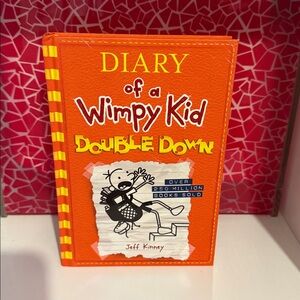 DIARY
of a
Wimpy Kid
DOUBLE DOWN
OVER
250 MILLION
BOOKS SOLD
Jeff Kinney